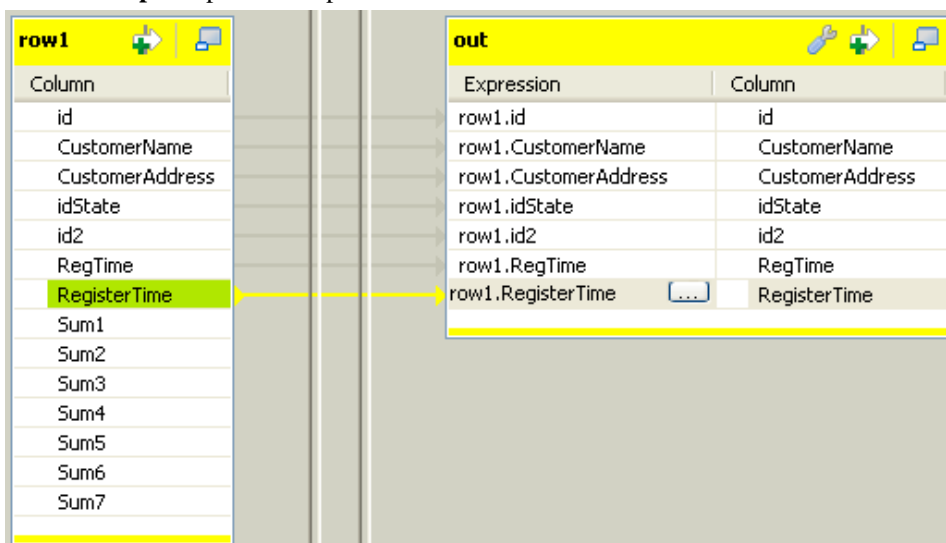 row1
Column
id
CustomerName
CustomerAddress
idState
id2
RegTime
RegisterTime
Sum1
Sum2
Sum3
Sum4
Sum5
Sum6
Sum7
out
Expression Column
row1.id id
row1.CustomerName CustomerName
row1.CustomerAddress CustomerAddress
row1.idState idState
row1.id2 id2
row1.RegTime RegTime
row1.RegisterTime ... RegisterTime